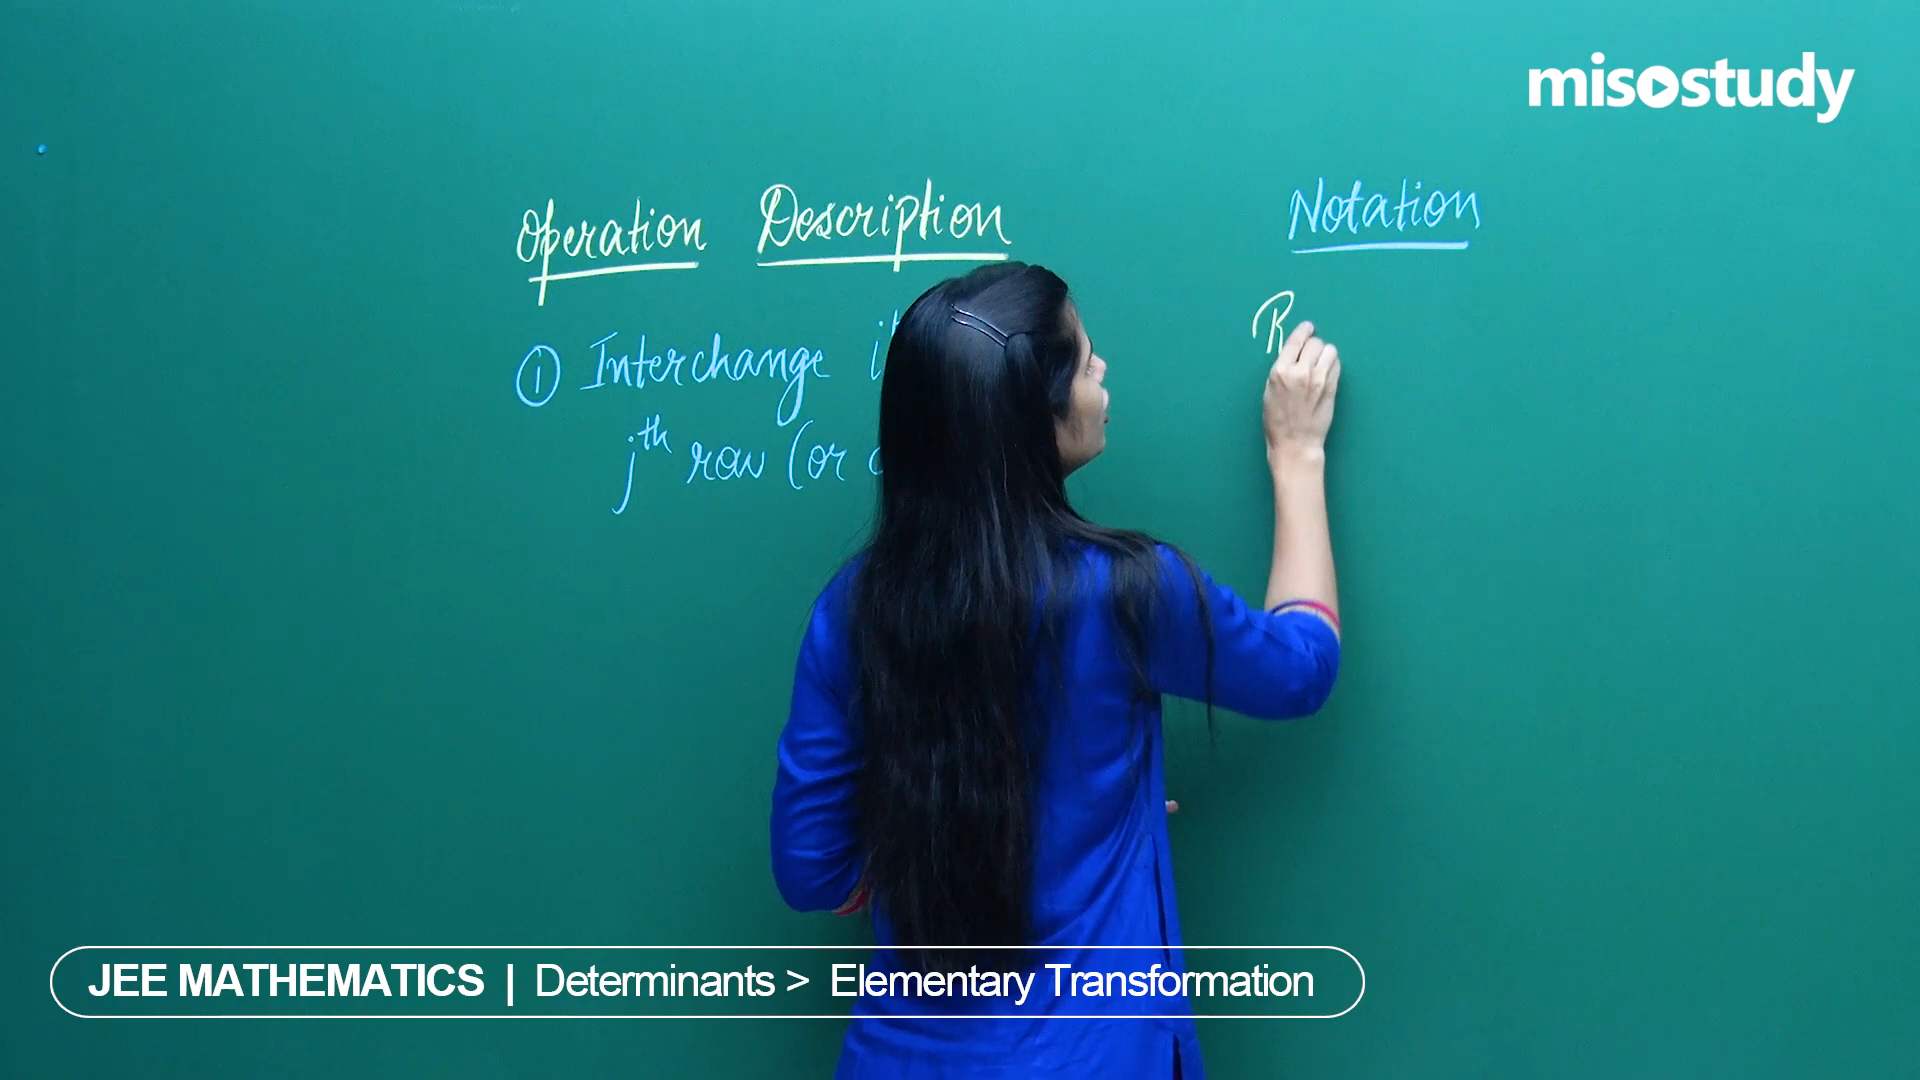 misostudy
Operation Description
Notation
① Interchange i
R
jth row (or
JEE MATHEMATICS | Determinants > Elementary Transformation